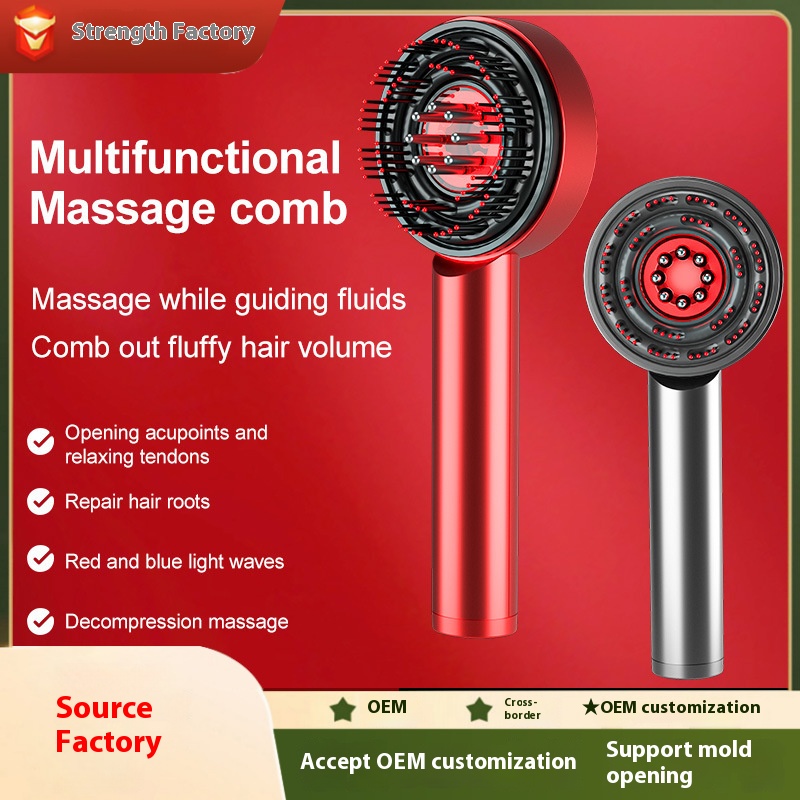 Strength Factory
Multifunctional
Massage comb
Massage while guiding fluids
Comb out fluffy hair volume
Opening acupoints and
relaxing tendons
Repair hair roots
Red and blue light waves
Decompression massage
Source
Factory
OEM
Cross-
border
★OEM customization
Accept OEM customization
Support mold
opening